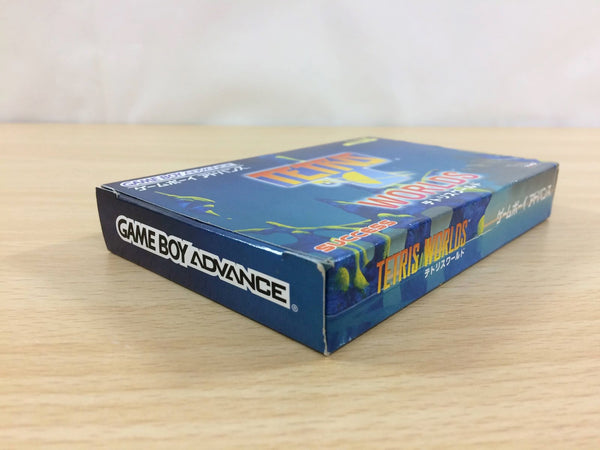 GAME BOY ADVANCE
ゲームボーイ アドバンス
TETRIS
WORLDS
テトリスワールド
success
GAME BOY ADVANCE
®
TETRIS WORLDS
テトリスワールド
ゲームボーイ アドバンス